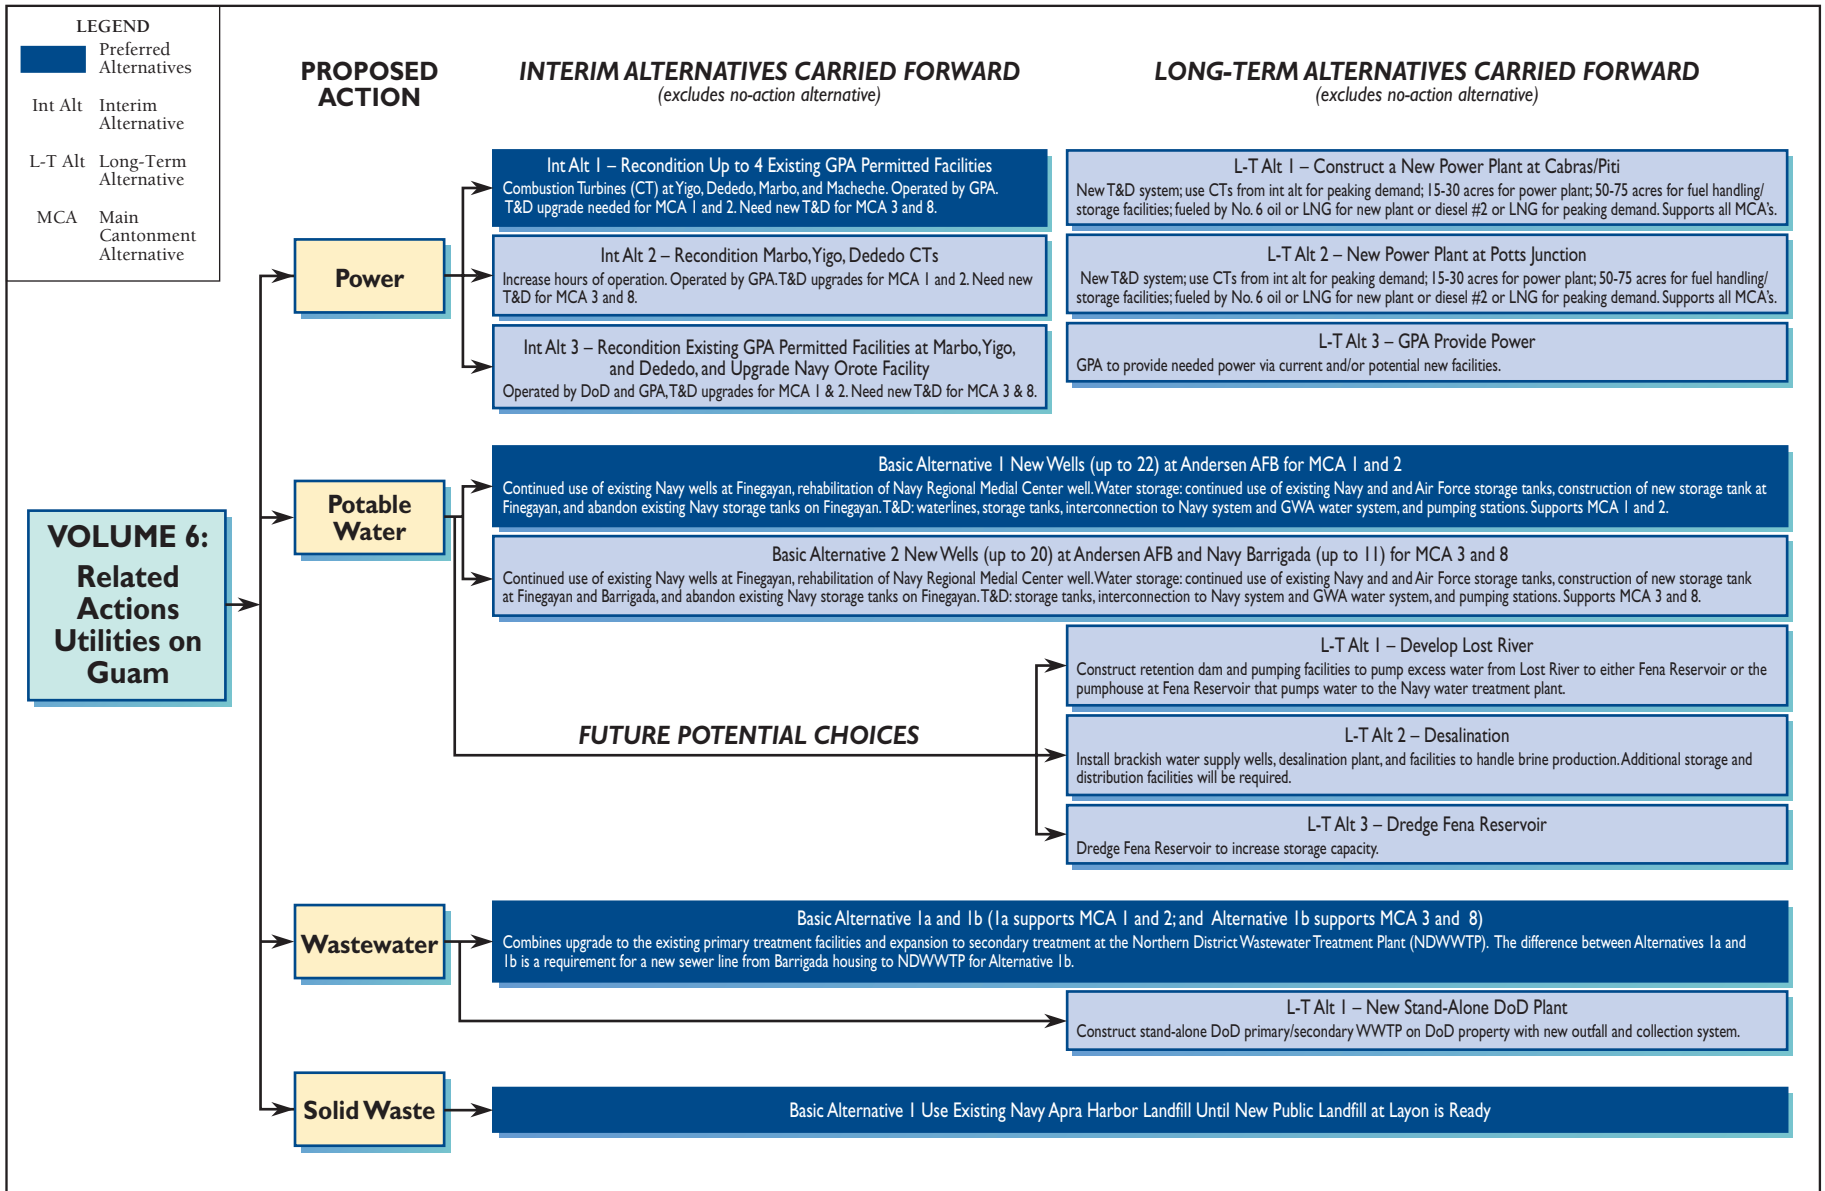 LEGEND
Preferred
Alternatives
Int Alt Interim
Alternative
L-T Alt Long-Term
Alternative
MCA Main
Cantonment
Alternative
PROPOSED
ACTION
INTERIM ALTERNATIVES CARRIED FORWARD
(excludes no-action alternative)
LONG-TERM ALTERNATIVES CARRIED FORWARD
(excludes no-action alternative)
VOLUME 6:
Related
Actions
Utilities on
Guam
Power
Int Alt 1 – Recondition Up to 4 Existing GPA Permitted Facilities
Combustion Turbines (CT) at Yigo, Dededo, Marbo, and Macheche. Operated by GPA.
T&D upgrade needed for MCA 1 and 2. Need new T&D for MCA 3 and 8.
Int Alt 2 – Recondition Marbo, Yigo, Dededo CTs
Increase hours of operation. Operated by GPA. T&D upgrades for MCA 1 and 2. Need new
T&D for MCA 3 and 8.
Int Alt 3 – Recondition Existing GPA Permitted Facilities at Marbo, Yigo,
and Dededo, and Upgrade Navy Orote Facility
Operated by DoD and GPA, T&D upgrades for MCA 1 & 2. Need new T&D for MCA 3 & 8.
L-T Alt 1 – Construct a New Power Plant at Cabras/Piti
New T&D system; use CTs from int alt for peaking demand; 15-30 acres for power plant; 50-75 acres for fuel handling/
storage facilities; fueled by No. 6 oil or LNG for new plant or diesel #2 or LNG for peaking demand. Supports all MCA's.
L-T Alt 2 – New Power Plant at Potts Junction
New T&D system; use CTs from int alt for peaking demand; 15-30 acres for power plant; 50-75 acres for fuel handling/
storage facilities; fueled by No. 6 oil or LNG for new plant or diesel #2 or LNG for peaking demand. Supports all MCA's.
L-T Alt 3 – GPA Provide Power
GPA to provide needed power via current and/or potential new facilities.
Potable
Water
Basic Alternative 1 New Wells (up to 22) at Andersen AFB for MCA 1 and 2
Continued use of existing Navy wells at Finegayan, rehabilitation of Navy Regional Medial Center well. Water storage: continued use of existing Navy and and Air Force storage tanks, construction of new storage tank at
Finegayan, and abandon existing Navy storage tanks on Finegayan. T&D: waterlines, storage tanks, interconnection to Navy system and GWA water system, and pumping stations. Supports MCA 1 and 2.
Basic Alternative 2 New Wells (up to 20) at Andersen AFB and Navy Barrigada (up to 11) for MCA 3 and 8
Continued use of existing Navy wells at Finegayan, rehabilitation of Navy Regional Medial Center well. Water storage: continued use of existing Navy and and Air Force storage tanks, construction of new storage tank
at Finegayan and Barrigada, and abandon existing Navy storage tanks on Finegayan. T&D: storage tanks, interconnection to Navy system and GWA water system, and pumping stations. Supports MCA 3 and 8.
FUTURE POTENTIAL CHOICES
L-T Alt 1 – Develop Lost River
Construct retention dam and pumping facilities to pump excess water from Lost River to either Fena Reservoir or the
pumphouse at Fena Reservoir that pumps water to the Navy water treatment plant.
L-T Alt 2 – Desalination
Install brackish water supply wells, desalination plant, and facilities to handle brine production. Additional storage and
distribution facilities will be required.
L-T Alt 3 – Dredge Fena Reservoir
Dredge Fena Reservoir to increase storage capacity.
Wastewater
Basic Alternative 1a and 1b (1a supports MCA 1 and 2; and Alternative 1b supports MCA 3 and 8)
Combines upgrade to the existing primary treatment facilities and expansion to secondary treatment at the Northern District Wastewater Treatment Plant (NDWWTP). The difference between Alternatives 1a and
1b is a requirement for a new sewer line from Barrigada housing to NDWWTP for Alternative 1b.
L-T Alt 1 – New Stand-Alone DoD Plant
Construct stand-alone DoD primary/secondary WWTP on DoD property with new outfall and collection system.
Solid Waste
Basic Alternative 1 Use Existing Navy Apra Harbor Landfill Until New Public Landfill at Layon is Ready